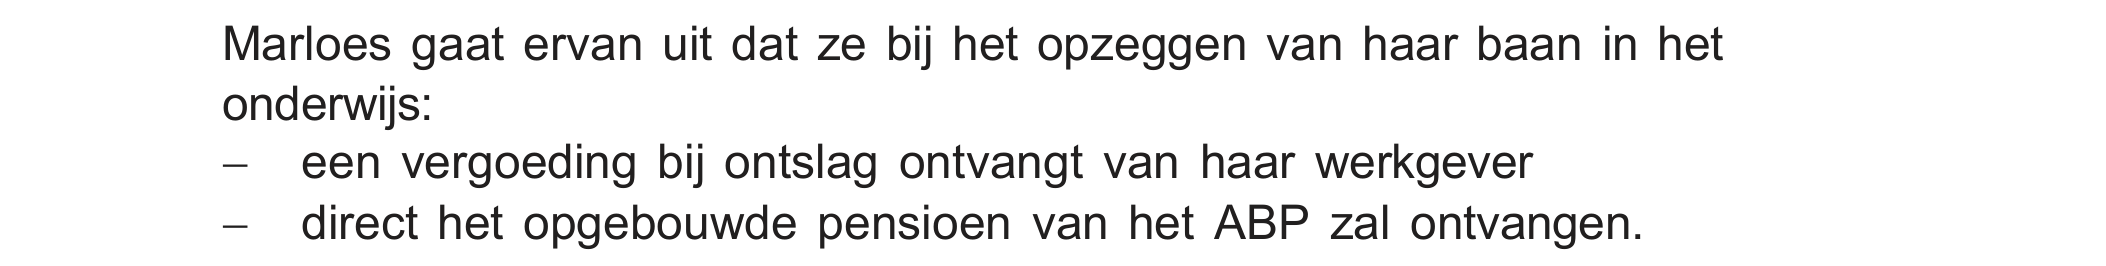 Marloes gaat ervan uit dat ze bij het opzeggen van haar baan in het
onderwijs:
− een vergoeding bij ontslag ontvangt van haar werkgever
− direct het opgebouwde pensioen van het ABP zal ontvangen.